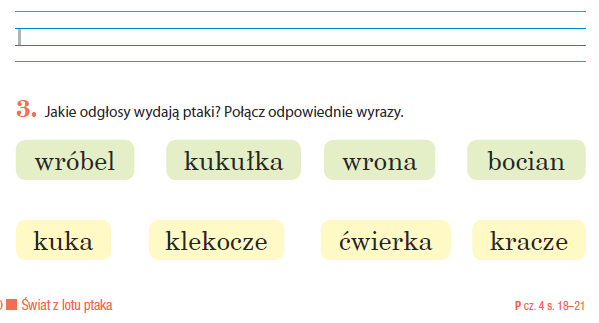 3. Jakie odgłosy wydają ptaki? Połącz odpowiednie wyrazy.
wróbel kukułka wrona bocian
kuka klekocze ćwierka kracze
Świat z lotu ptaka P cz. 4 s. 18–21